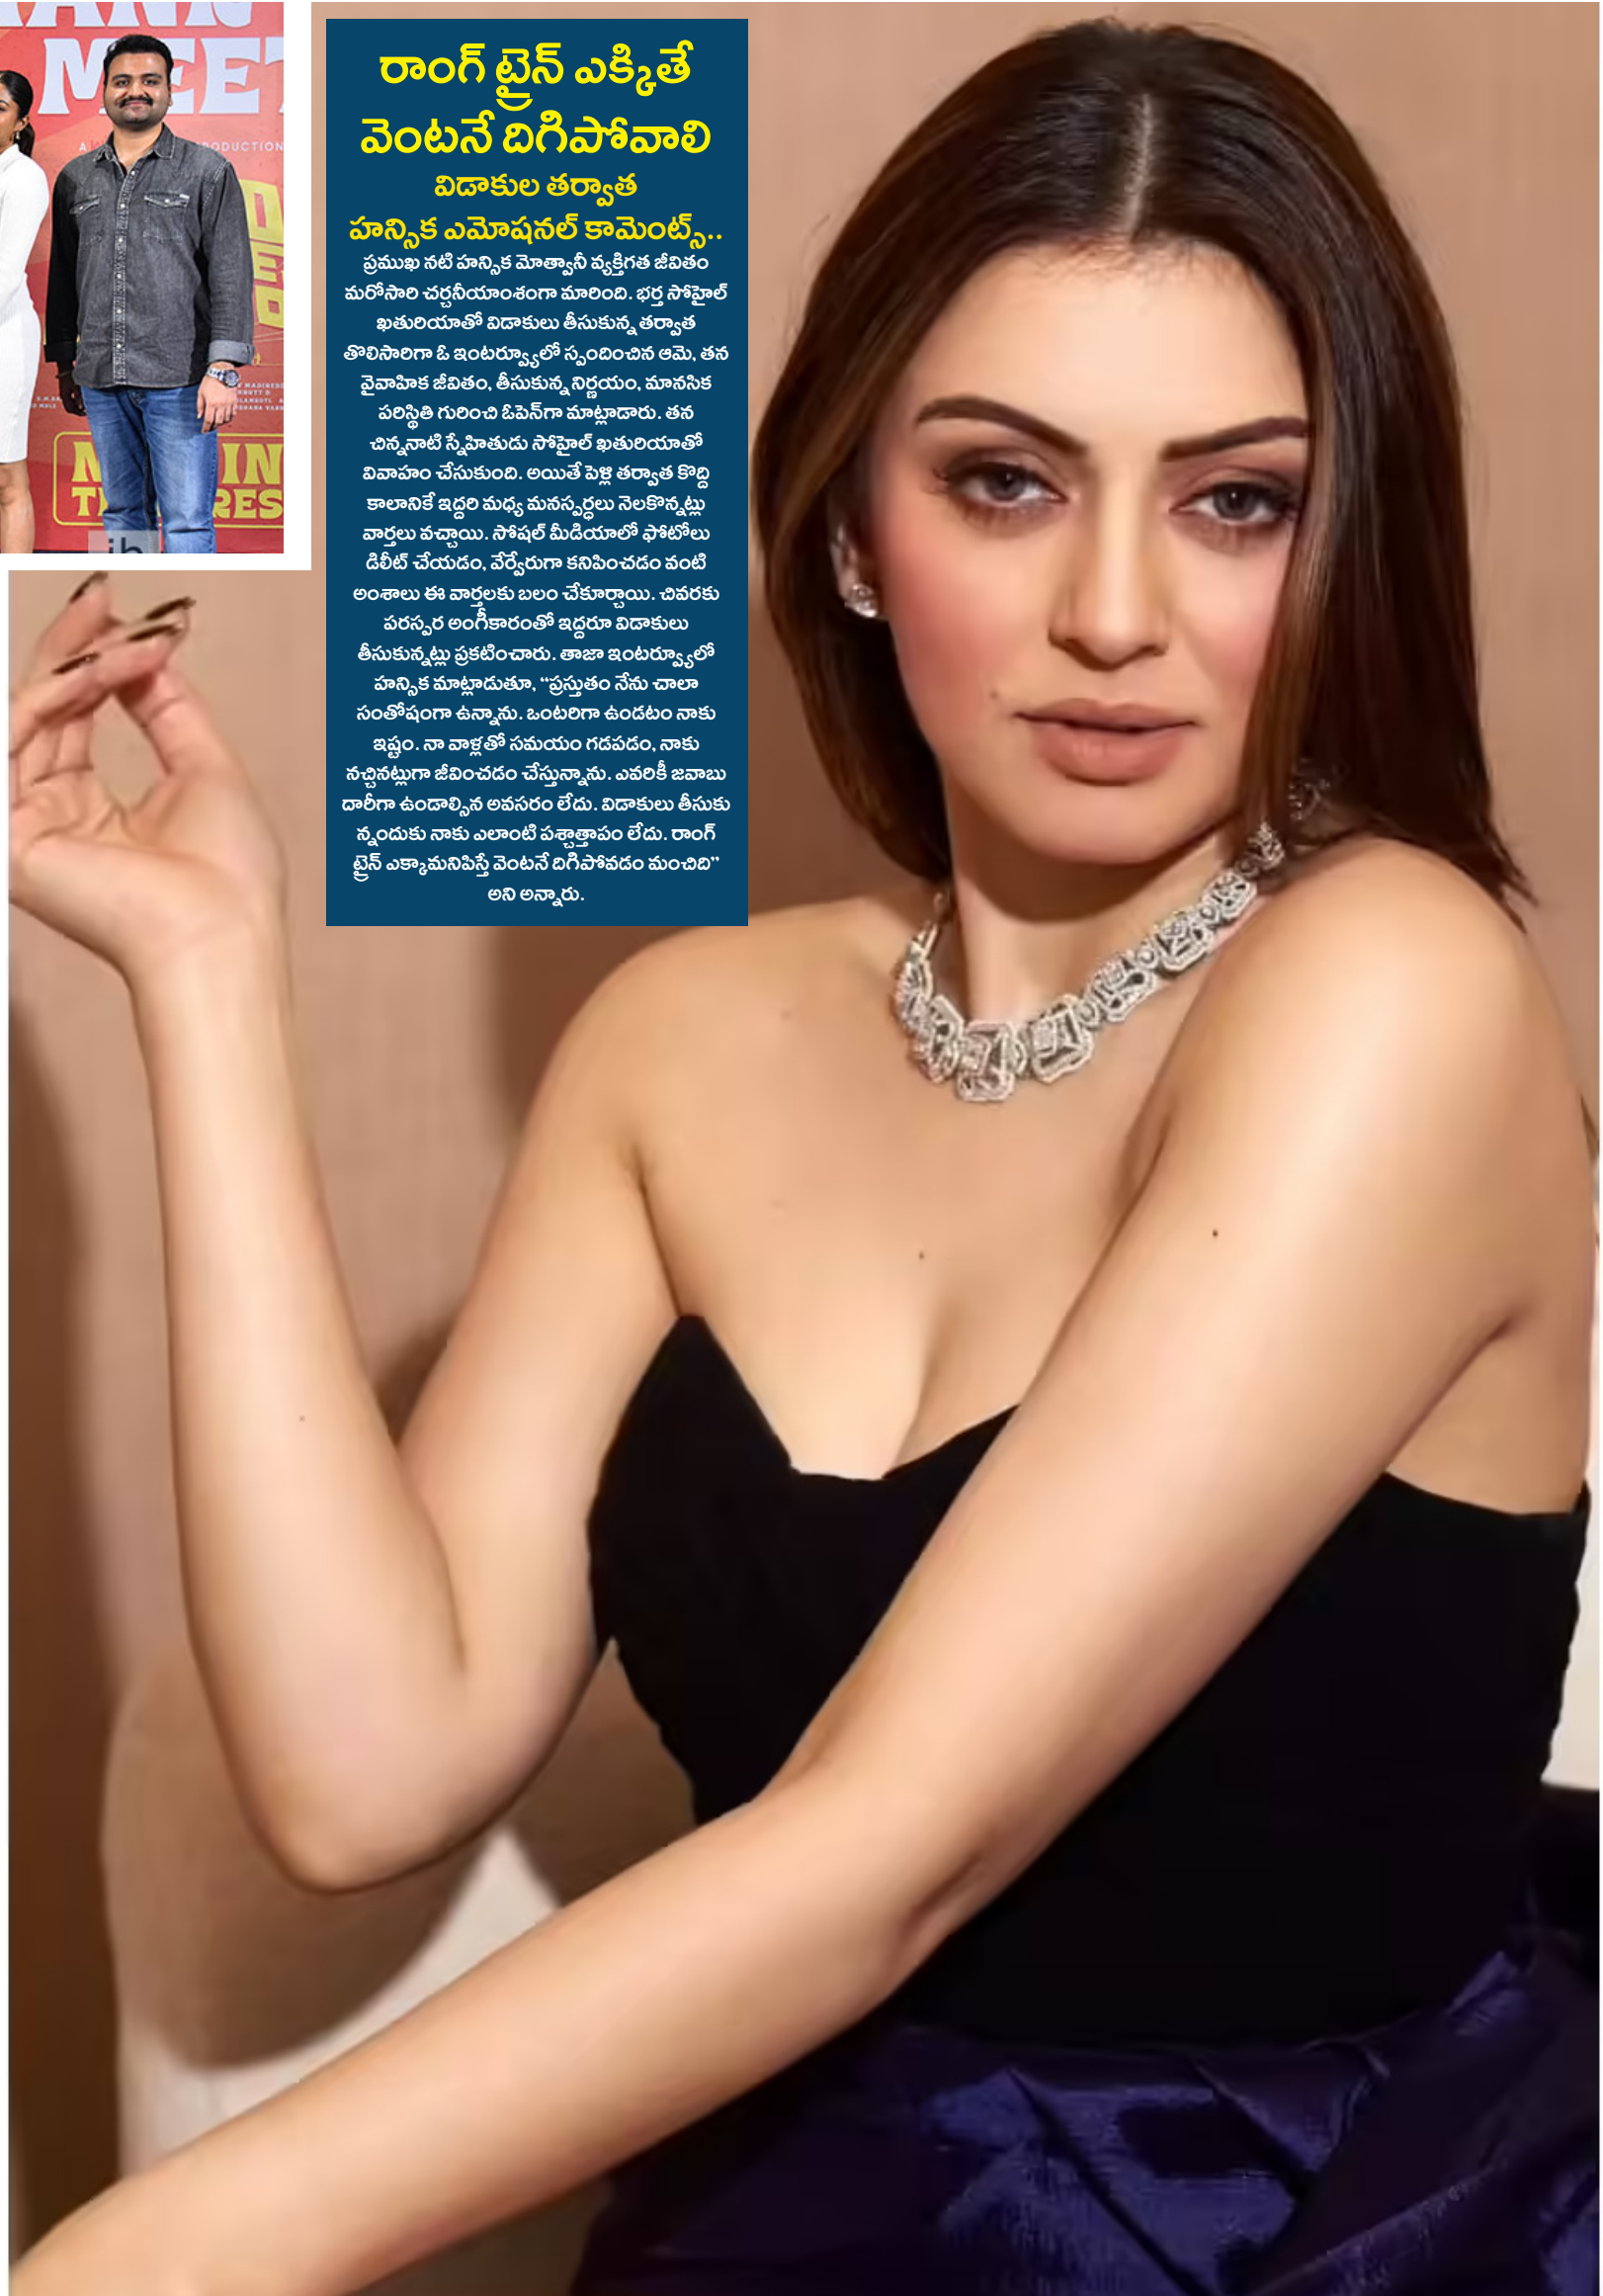 MEET
A
PRODUCTION
రాంగ్ ట్రైన్ ఎక్కితే
వెంటనే దిగిపోవాలి
విడాకుల తర్వాత
హన్సిక ఎమోషనల్ కామెంట్స్..
ప్రముఖ నటి హన్సిక మోత్వానీ వ్యక్తిగత జీవితం
మరోసారి చర్చనీయాంశంగా మారింది. భర్త సోహైల్
ఖతురియాతో విడాకులు తీసుకున్న తర్వాత
తొలిసారిగా ఓ ఇంటర్వ్యూలో స్పందించిన ఆమె, తన
వైవాహిక జీవితం, తీసుకున్న నిర్ణయం, మానసిక
పరిస్థితి గురించి ఓపెన్‌గా మాట్లాడారు. తన
చిన్ననాటి స్నేహితుడు సోహైల్ ఖతురియాతో
వివాహం చేసుకుంది. అయితే పెళ్లి తర్వాత కొద్ది
కాలానికే ఇద్దరి మధ్య మనస్పర్ధలు నెలకొన్నట్లు
వార్తలు వచ్చాయి. సోషల్ మీడియాలో ఫోటోలు
డిలీట్ చేయడం, వేర్వేరుగా కనిపించడం వంటి
అంశాలు ఈ వార్తలకు బలం చేకూర్చాయి. చివరకు
పరస్పర అంగీకారంతో ఇద్దరూ విడాకులు
తీసుకున్నట్లు ప్రకటించారు. తాజా ఇంటర్వ్యూలో
హన్సిక మాట్లాడుతూ, “ప్రస్తుతం నేను చాలా
సంతోషంగా ఉన్నాను. ఒంటరిగా ఉండటం నాకు
ఇష్టం. నా వాళ్లతో సమయం గడపడం, నాకు
నచ్చినట్లుగా జీవించడం చేస్తున్నాను. ఎవరికీ జవాబు
దారీగా ఉండాల్సిన అవసరం లేదు. విడాకులు తీసుకు
న్నందుకు నాకు ఎలాంటి పశ్చాత్తాపం లేదు. రాంగ్
ట్రైన్ ఎక్కామనిపిస్తే వెంటనే దిగిపోవడం మంచిది”
అని అన్నారు.